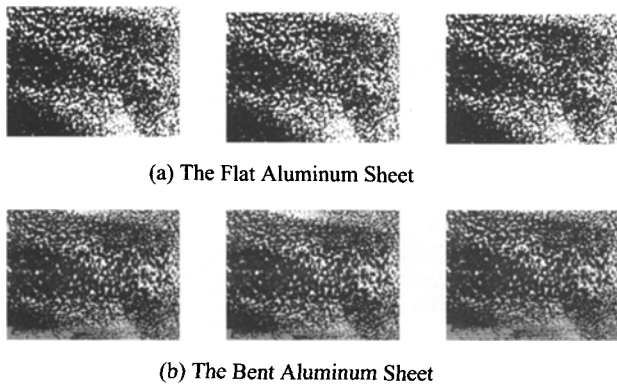 (a) The Flat Aluminum Sheet
(b) The Bent Aluminum Sheet